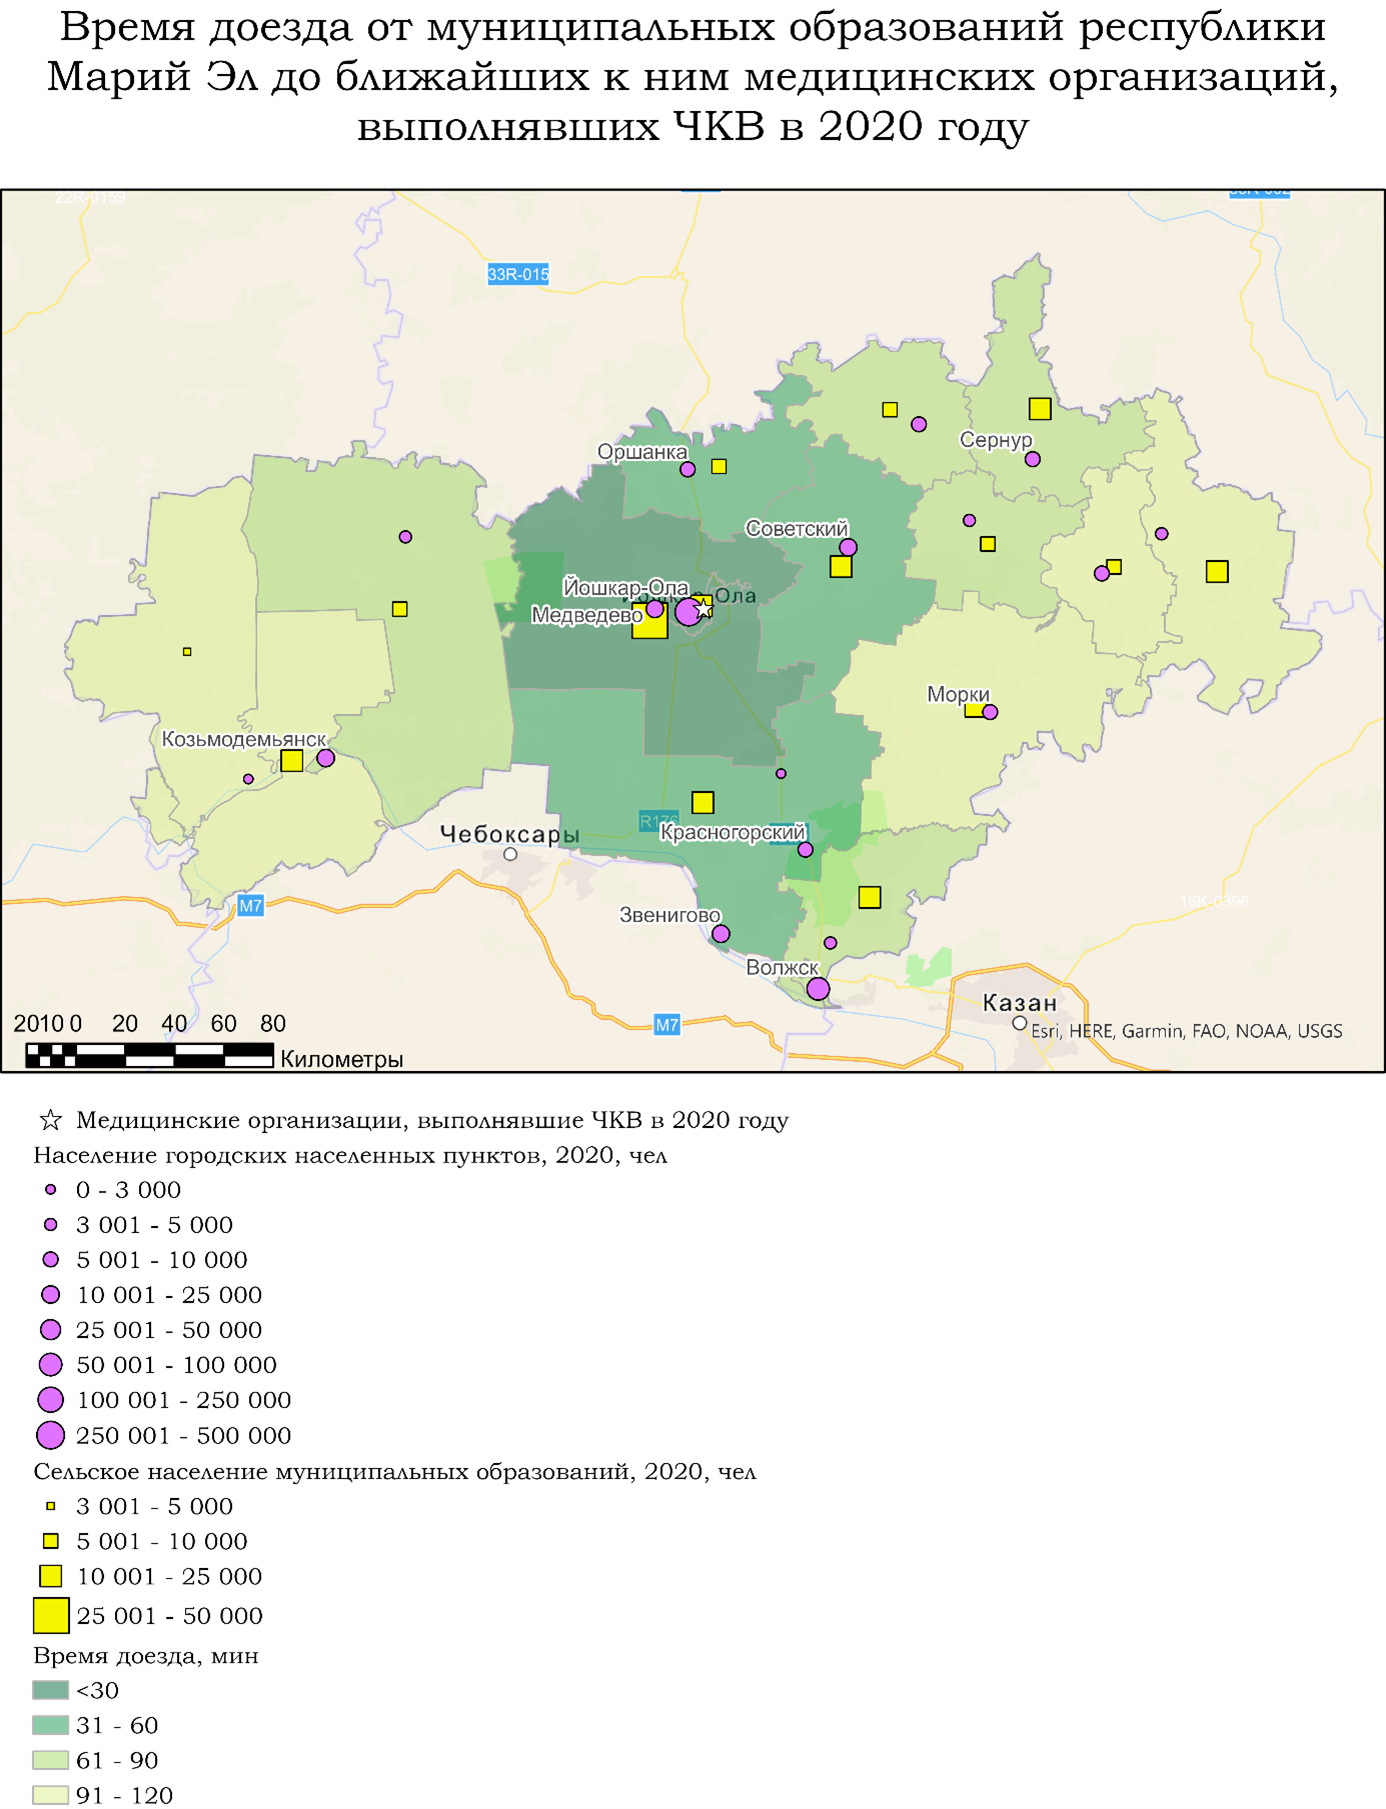 Время доезда от муниципальных образований республики
Марий Эл до ближайших к ним медицинских организаций,
выполнявших ЧКВ в 2020 году
22R-0159
33R-015
Сернур
Оршанка
Советский
Йошкар-Ола
Ола
Медведево
Морки
Козьмодемьянск
R176
Красногорский
Чебоксары
M7
16K-0396
Звенигово
Волжск
Казан
M7
Esri, HERE, Garmin, FAO, NOAA, USGS
2010 0 20 40 60 80
Километры
Медицинские организации, выполнявшие ЧКВ в 2020 году
Население городских населенных пунктов, 2020, чел
0 - 3 000
3 001 - 5 000
5 001 - 10 000
10 001 - 25 000
25 001 - 50 000
50 001 - 100 000
100 001 - 250 000
250 001 - 500 000
Сельское население муниципальных образований, 2020, чел
3 001 - 5 000
5 001 - 10 000
10 001 - 25 000
25 001 - 50 000
Время доезда, мин
<30
31 - 60
61 - 90
91 - 120